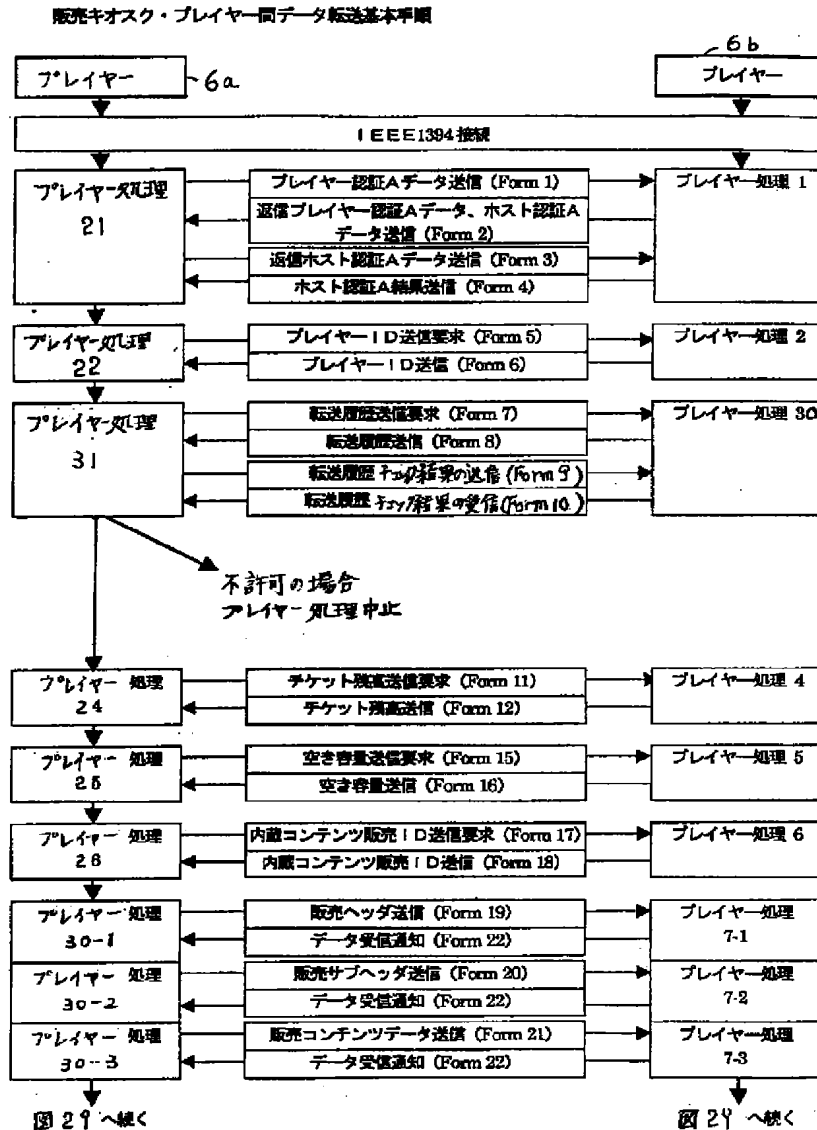 販売キオスク・プレイヤー間データ転送基本手順
プレイヤー
6a
6b
プレイヤー
IEEE1394接続
プレイヤー処理
21
プレイヤー認証Aデータ送信 (Form 1)
返信プレイヤー認証Aデータ、ホスト認証A
データ送信 (Form 2)
返信ホスト認証Aデータ送信 (Form 3)
ホスト認証A結果送信 (Form 4)
プレイヤー処理 1
プレイヤー処理
22
プレイヤーID送信要求 (Form 5)
プレイヤーID送信 (Form 6)
プレイヤー処理 2
プレイヤー処理
31
転送履歴送信要求 (Form 7)
転送履歴送信 (Form 8)
転送履歴チェック結果の送信 (Form 9)
転送履歴チェック結果の受信 (Form 10)
プレイヤー処理 30
不許可の場合
プレイヤー処理中止
プレイヤー 処理
24
チケット残高送信要求 (Form 11)
チケット残高送信 (Form 12)
プレイヤー処理 4
プレイヤー 処理
25
空き容量送信要求 (Form 15)
空き容量送信 (Form 16)
プレイヤー処理 5
プレイヤー 処理
26
内蔵コンテンツ販売ID送信要求 (Form 17)
内蔵コンテンツ販売ID送信 (Form 18)
プレイヤー処理 6
プレイヤー 処理
30-1
販売ヘッダ送信 (Form 19)
データ受信通知 (Form 22)
プレイヤー処理
7-1
プレイヤー 処理
30-2
販売サブヘッダ送信 (Form 20)
データ受信通知 (Form 22)
プレイヤー処理
7-2
プレイヤー 処理
30-3
販売コンテンツデータ送信 (Form 21)
データ受信通知 (Form 22)
プレイヤー処理
7-3
図29へ続く
図29へ続く